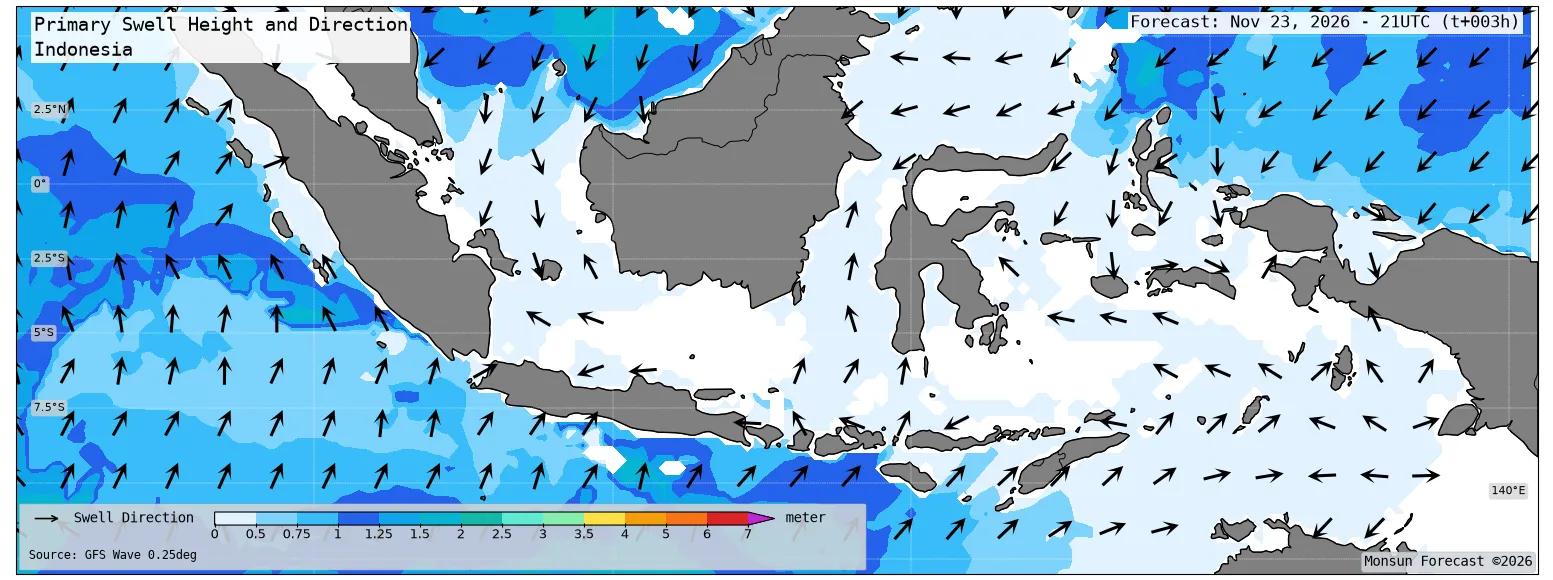 Primary Swell Height and Direction
Indonesia
Forecast: Nov 23, 2026 - 21UTC (t+003h)
2.5°N
0°
2.5°S
5°S
7.5°S
140°E
Swell Direction
0 0.5 0.75 1 1.25 1.5 2 2.5 3 3.5 4 5 6 7 meter
Source: GFS Wave 0.25deg
Monsun Forecast ©2026